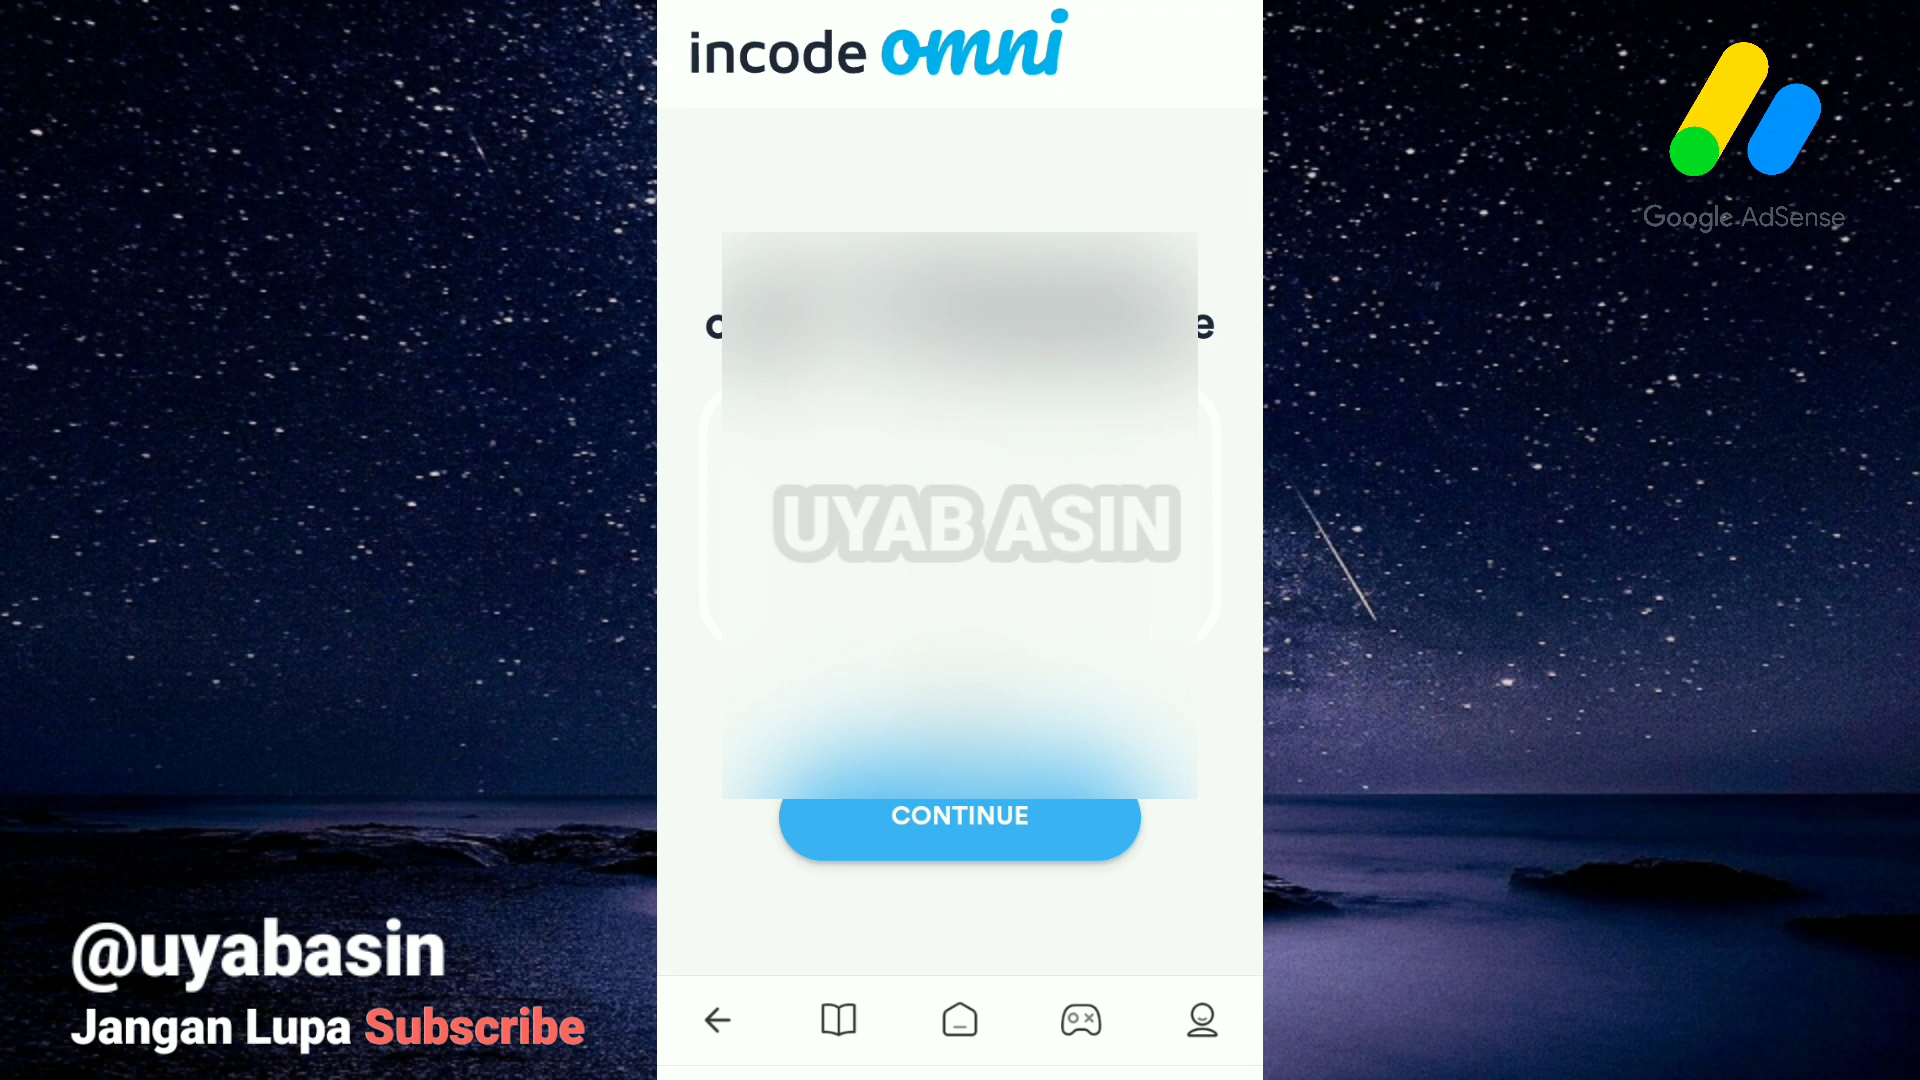 incode omni
Google AdSense
UYAB ASIN
CONTINUE
@uyabasin
Jangan Lupa Subscribe